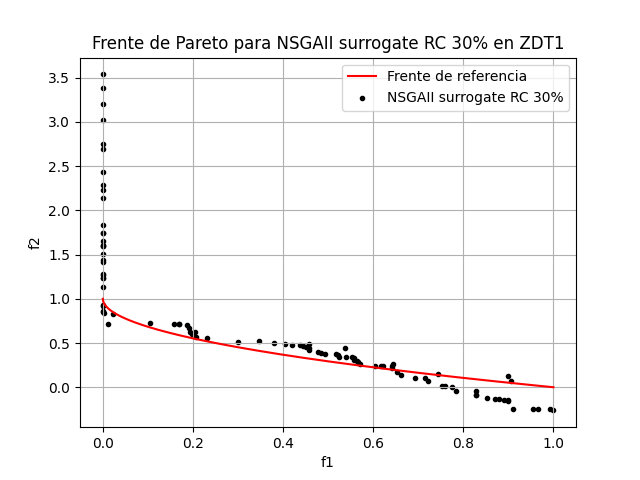 Frente de Pareto para NSGAII surrogate RC 30% en ZDT1
Frente de referencia
NSGAII surrogate RC 30%
3.5
3.0
2.5
2.0
1.5
1.0
0.5
0.0
f2
0.0 0.2 0.4 0.6 0.8 1.0
f1